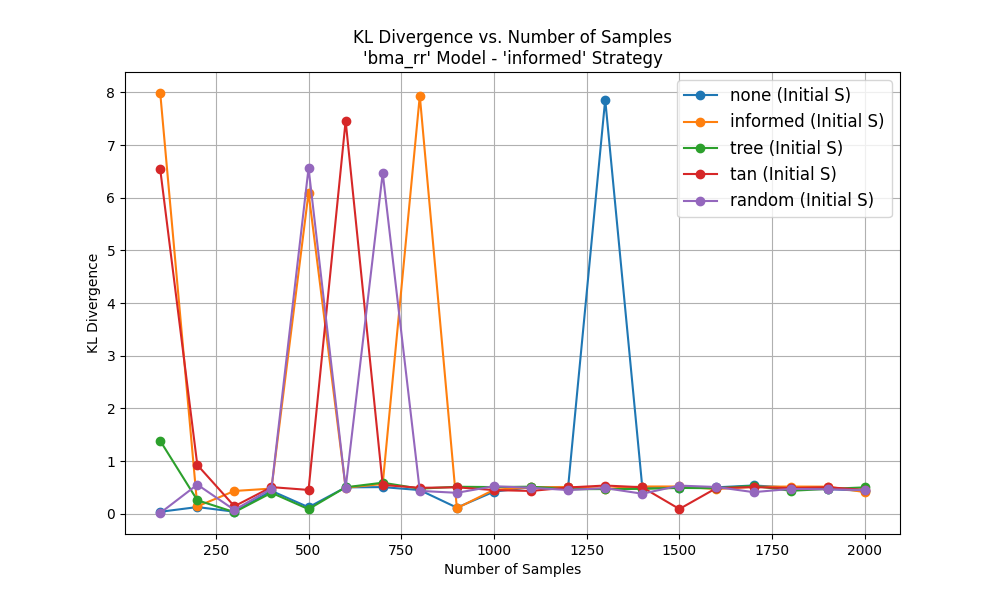 KL Divergence vs. Number of Samples
'bma_rr' Model - 'informed' Strategy
8
7
6
5
4
3
2
1
0
KL Divergence
none (Initial S)
informed (Initial S)
tree (Initial S)
tan (Initial S)
random (Initial S)
250 500 750 1000 1250 1500 1750 2000
Number of Samples